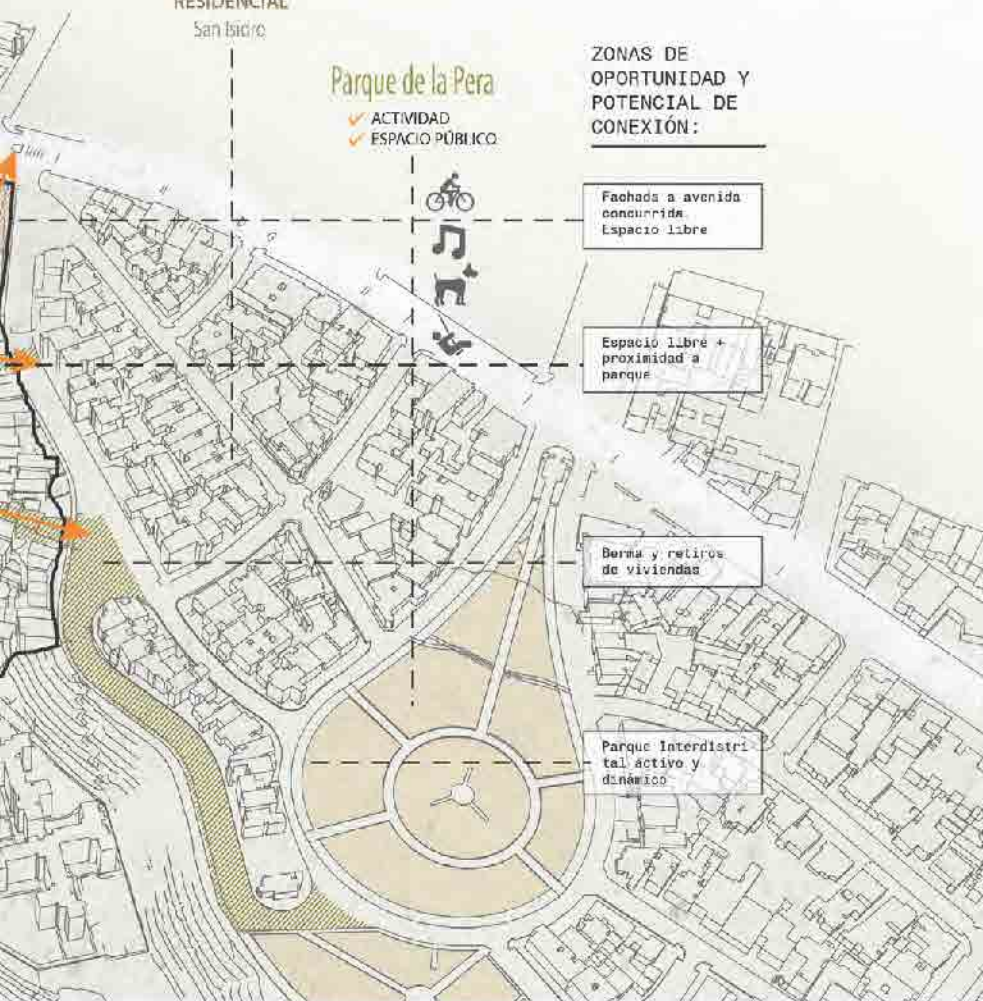 RESIDENCIAL
San Isidro
Parque de la Pera
ACTIVIDAD
ESPACIO PÚBLICO
ZONAS DE
OPORTUNIDAD Y
POTENCIAL DE
CONEXIÓN:
Fachada a avenida
concurrida.
Espacio libre
Espacio libre +
proximidad a
parque
Berma y retiros
de viviendas
Parque Interdistri-
tal activo y
dinámico